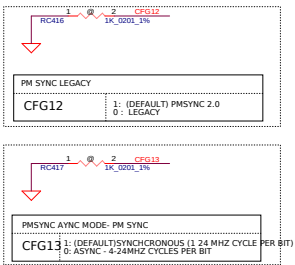 1 @ 2 CFG12
RC416 1K_0201_1%
PM SYNC LEGACY
CFG12
1: (DEFAULT) PMSYNC 2.0
0 : LEGACY
1 @ 2 CFG13
RC417 1K_0201_1%
PMSYNC AYNC MODE- PM SYNC
CFG13
1: (DEFAULT)SYNCHCRONOUS (1 24 MHZ CYCLE PER BIT)
0: ASYNC - 4-24MHZ CYCLES PER BIT